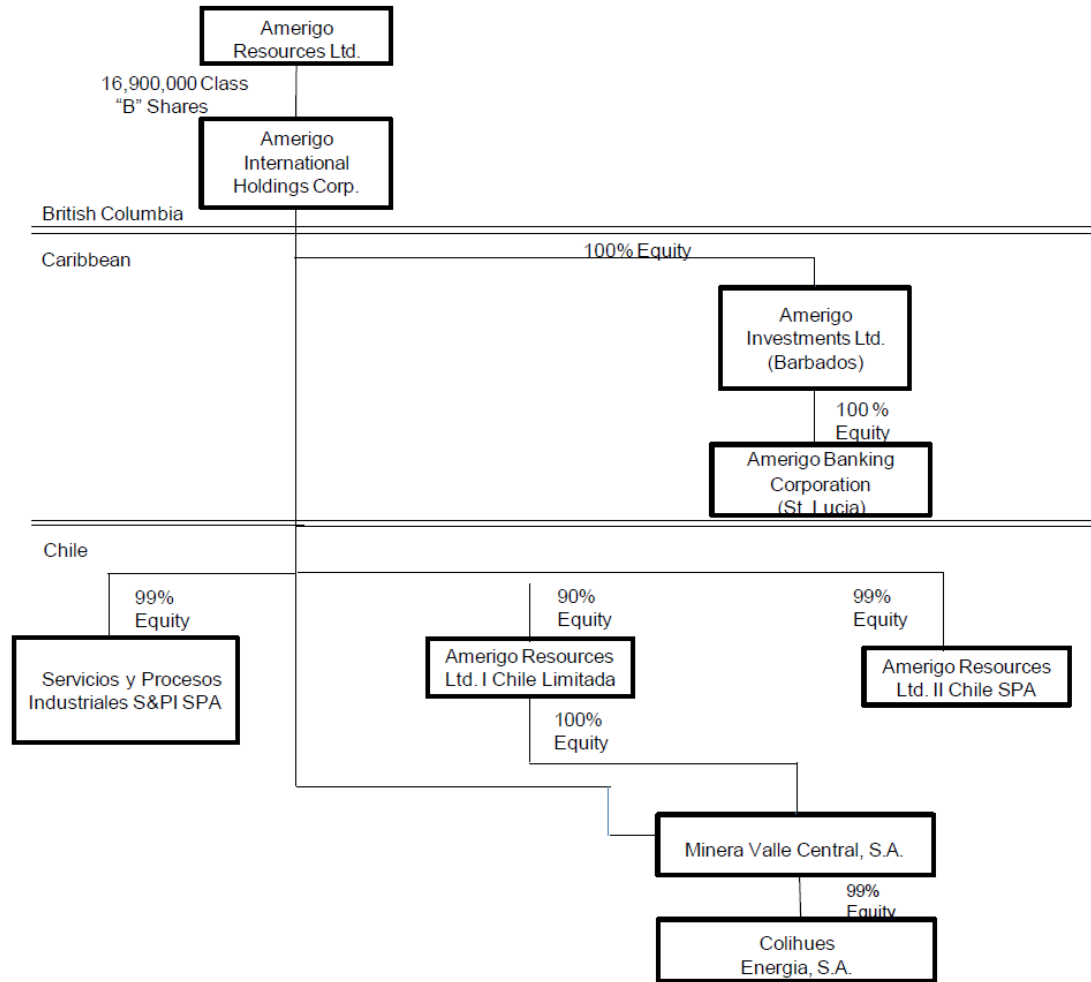 Amerigo
Resources Ltd.
16,900,000 Class
"B" Shares
Amerigo
International
Holdings Corp.
British Columbia
Caribbean
100% Equity
Amerigo
Investments Ltd.
(Barbados)
100 %
Equity
Amerigo Banking
Corporation
(St. Lucia)
Chile
99%
Equity
90%
Equity
99%
Equity
Servicios y Procesos
Industriales S&PI SPA
Amerigo Resources
Ltd. I Chile Limitada
Amerigo Resources
Ltd. II Chile SPA
100%
Equity
Minera Valle Central, S.A.
99%
Equity
Colihues
Energia, S.A.